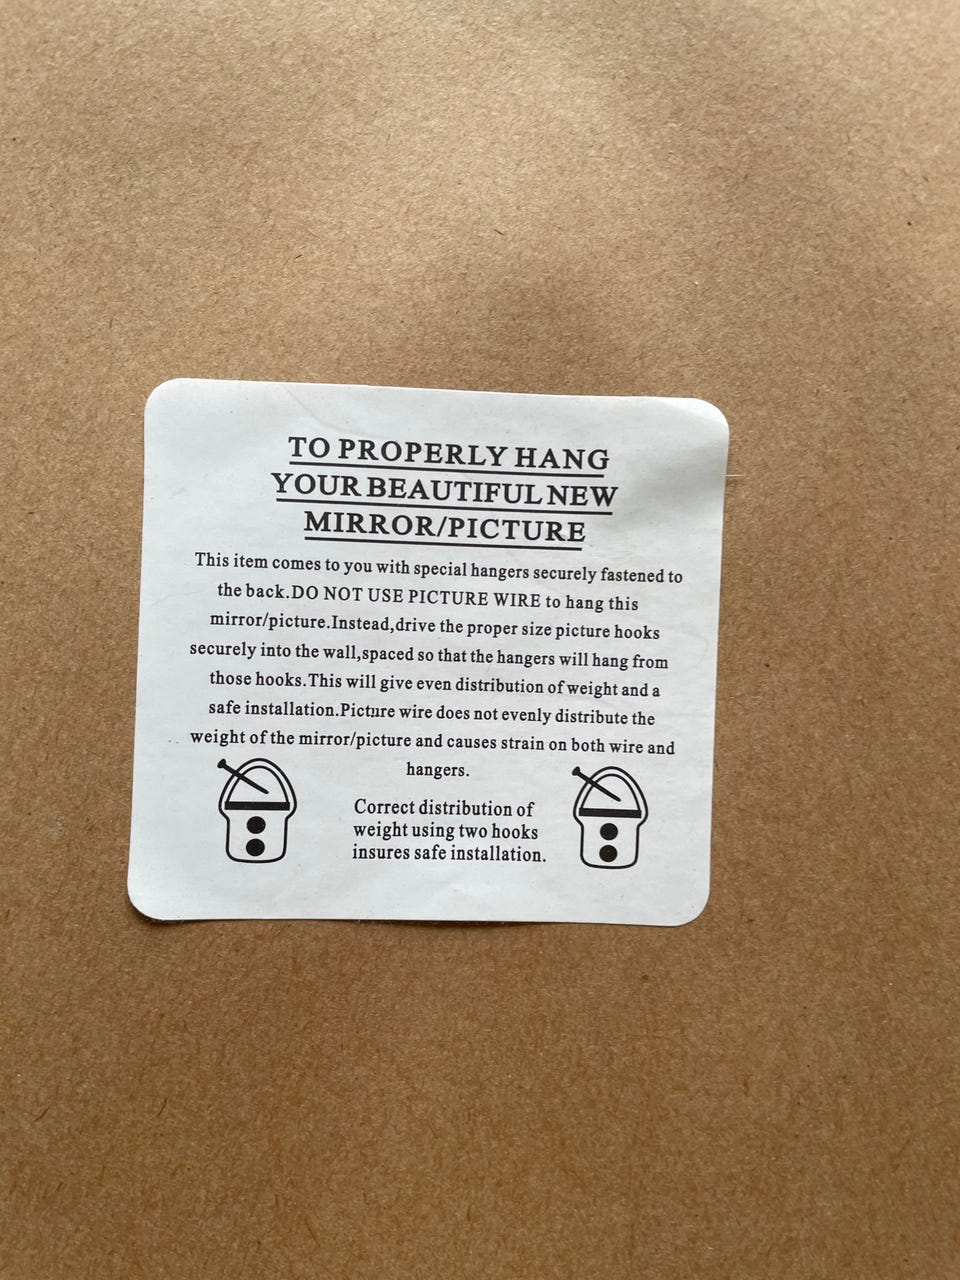 TO PROPERLY HANG
YOUR BEAUTIFUL NEW
MIRROR/PICTURE
This item comes to you with special hangers securely fastened to
the back.DO NOT USE PICTURE WIRE to hang this
mirror/picture.Instead,drive the proper size picture hooks
securely into the wall,spaced so that the hangers will hang from
those hooks.This will give even distribution of weight and a
safe installation.Picture wire does not evenly distribute the
weight of the mirror/picture and causes strain on both wire and
hangers.
Correct distribution of
weight using two hooks
insures safe installation.